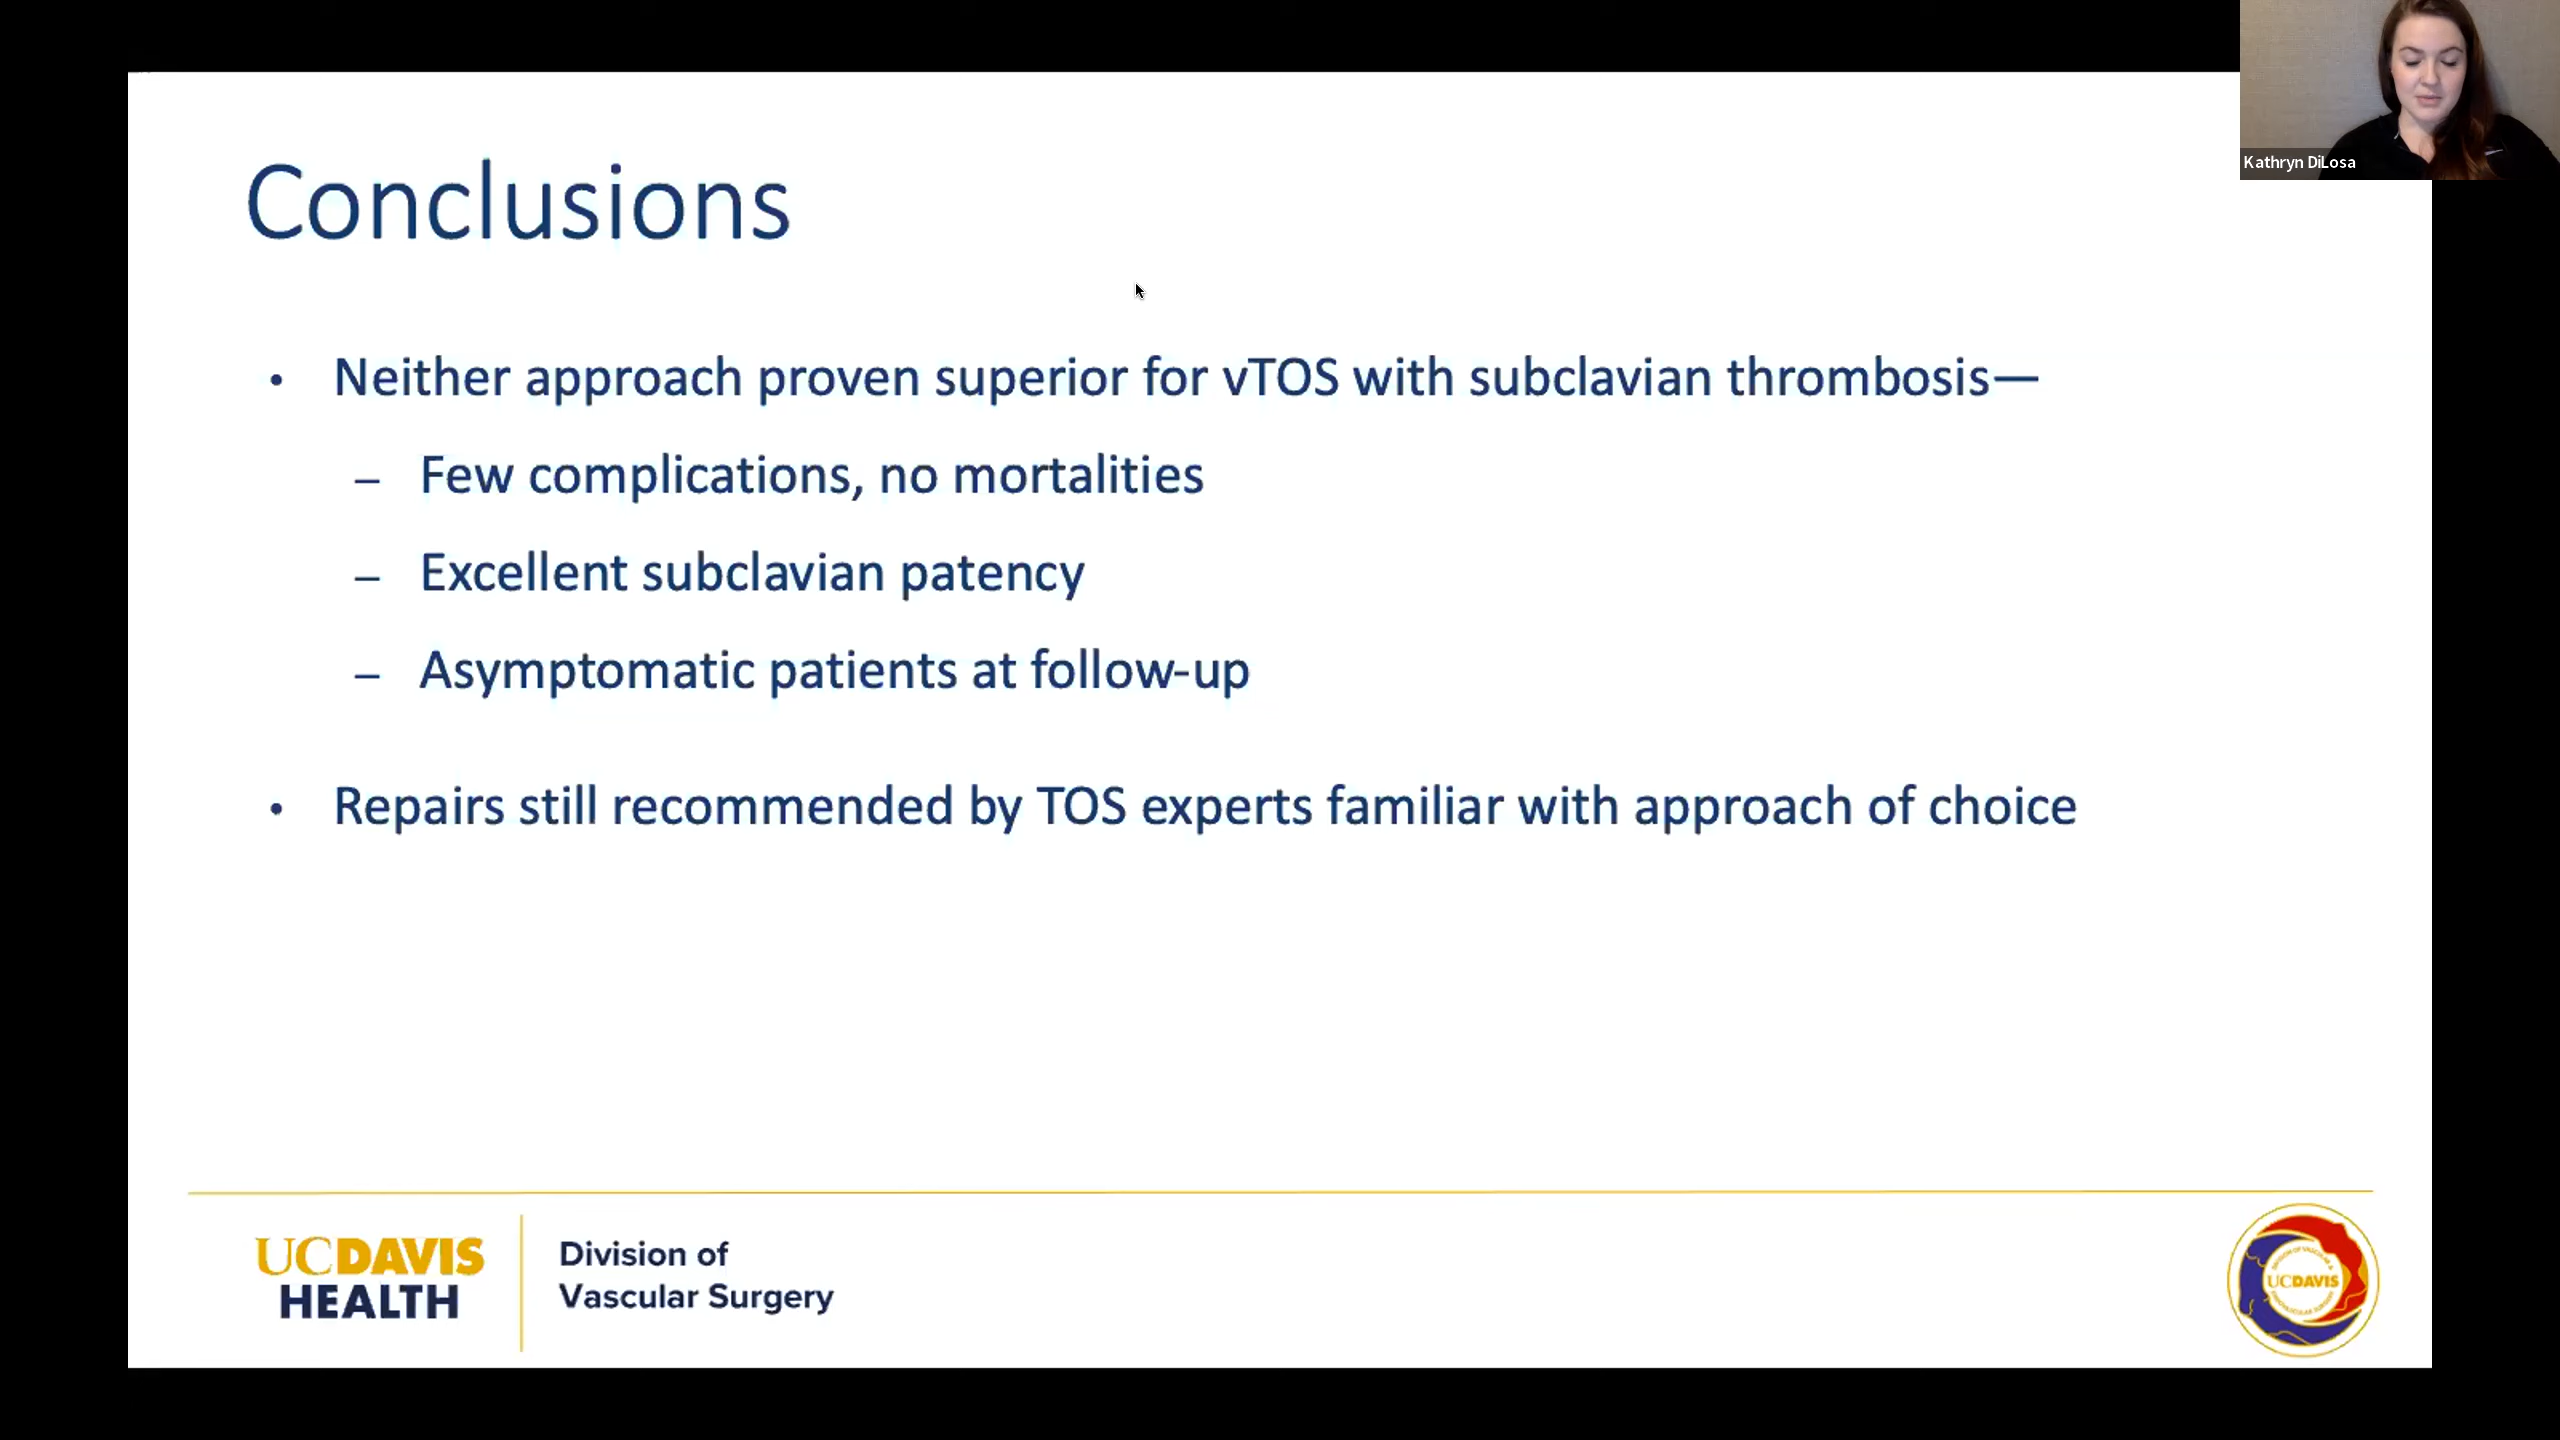 Kathryn DiLosa
Conclusions
• Neither approach proven superior for vTOS with subclavian thrombosis—
– Few complications, no mortalities
– Excellent subclavian patency
– Asymptomatic patients at follow-up
• Repairs still recommended by TOS experts familiar with approach of choice
UCDAVIS
HEALTH
Division of
Vascular Surgery
UCDAVIS